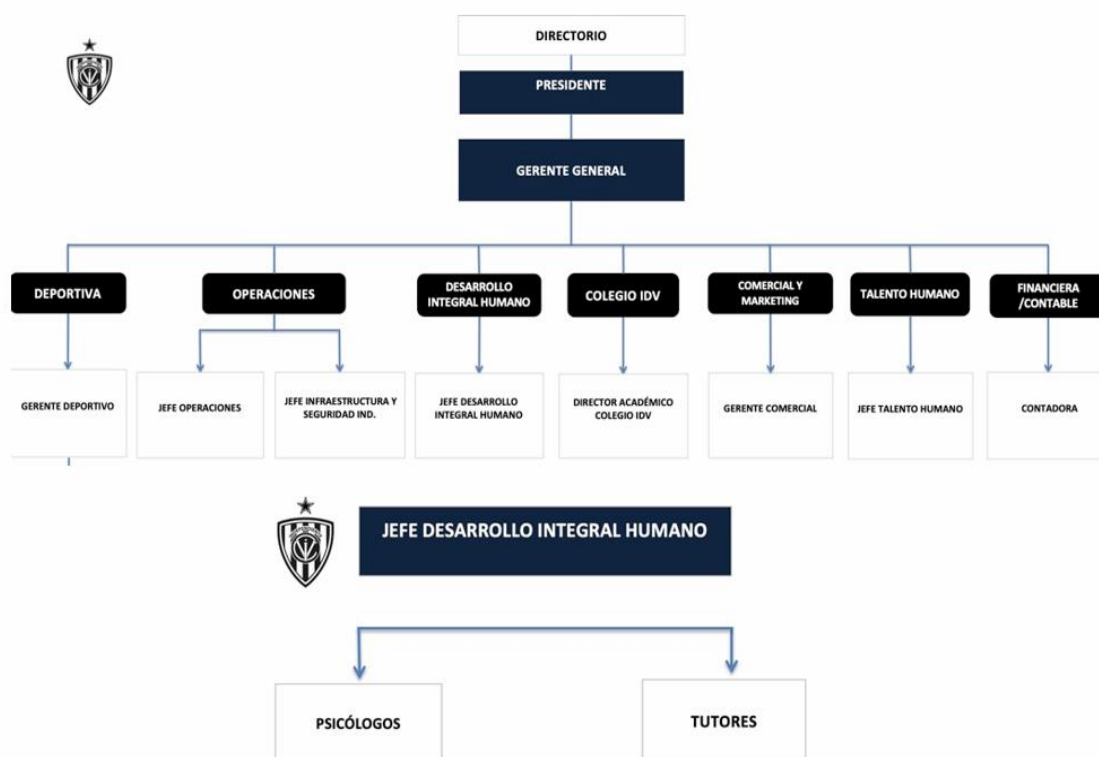 DIRECTORIO
PRESIDENTE
GERENTE GENERAL
DEPORTIVA
OPERACIONES
DESARROLLO
INTEGRAL HUMANO
COLEGIO IDV
COMERCIAL Y
MARKETING
TALENTO HUMANO
FINANCIERA
/CONTABLE
GERENTE DEPORTIVO
JEFE OPERACIONES
JEFE INFRAESTRUCTURA Y
SEGURIDAD IND.
JEFE DESARROLLO
INTEGRAL HUMANO
DIRECTOR ACADÉMICO
COLEGIO IDV
GERENTE COMERCIAL
JEFE TALENTO HUMANO
CONTADORA
JEFE DESARROLLO INTEGRAL HUMANO
PSICÓLOGOS
TUTORES